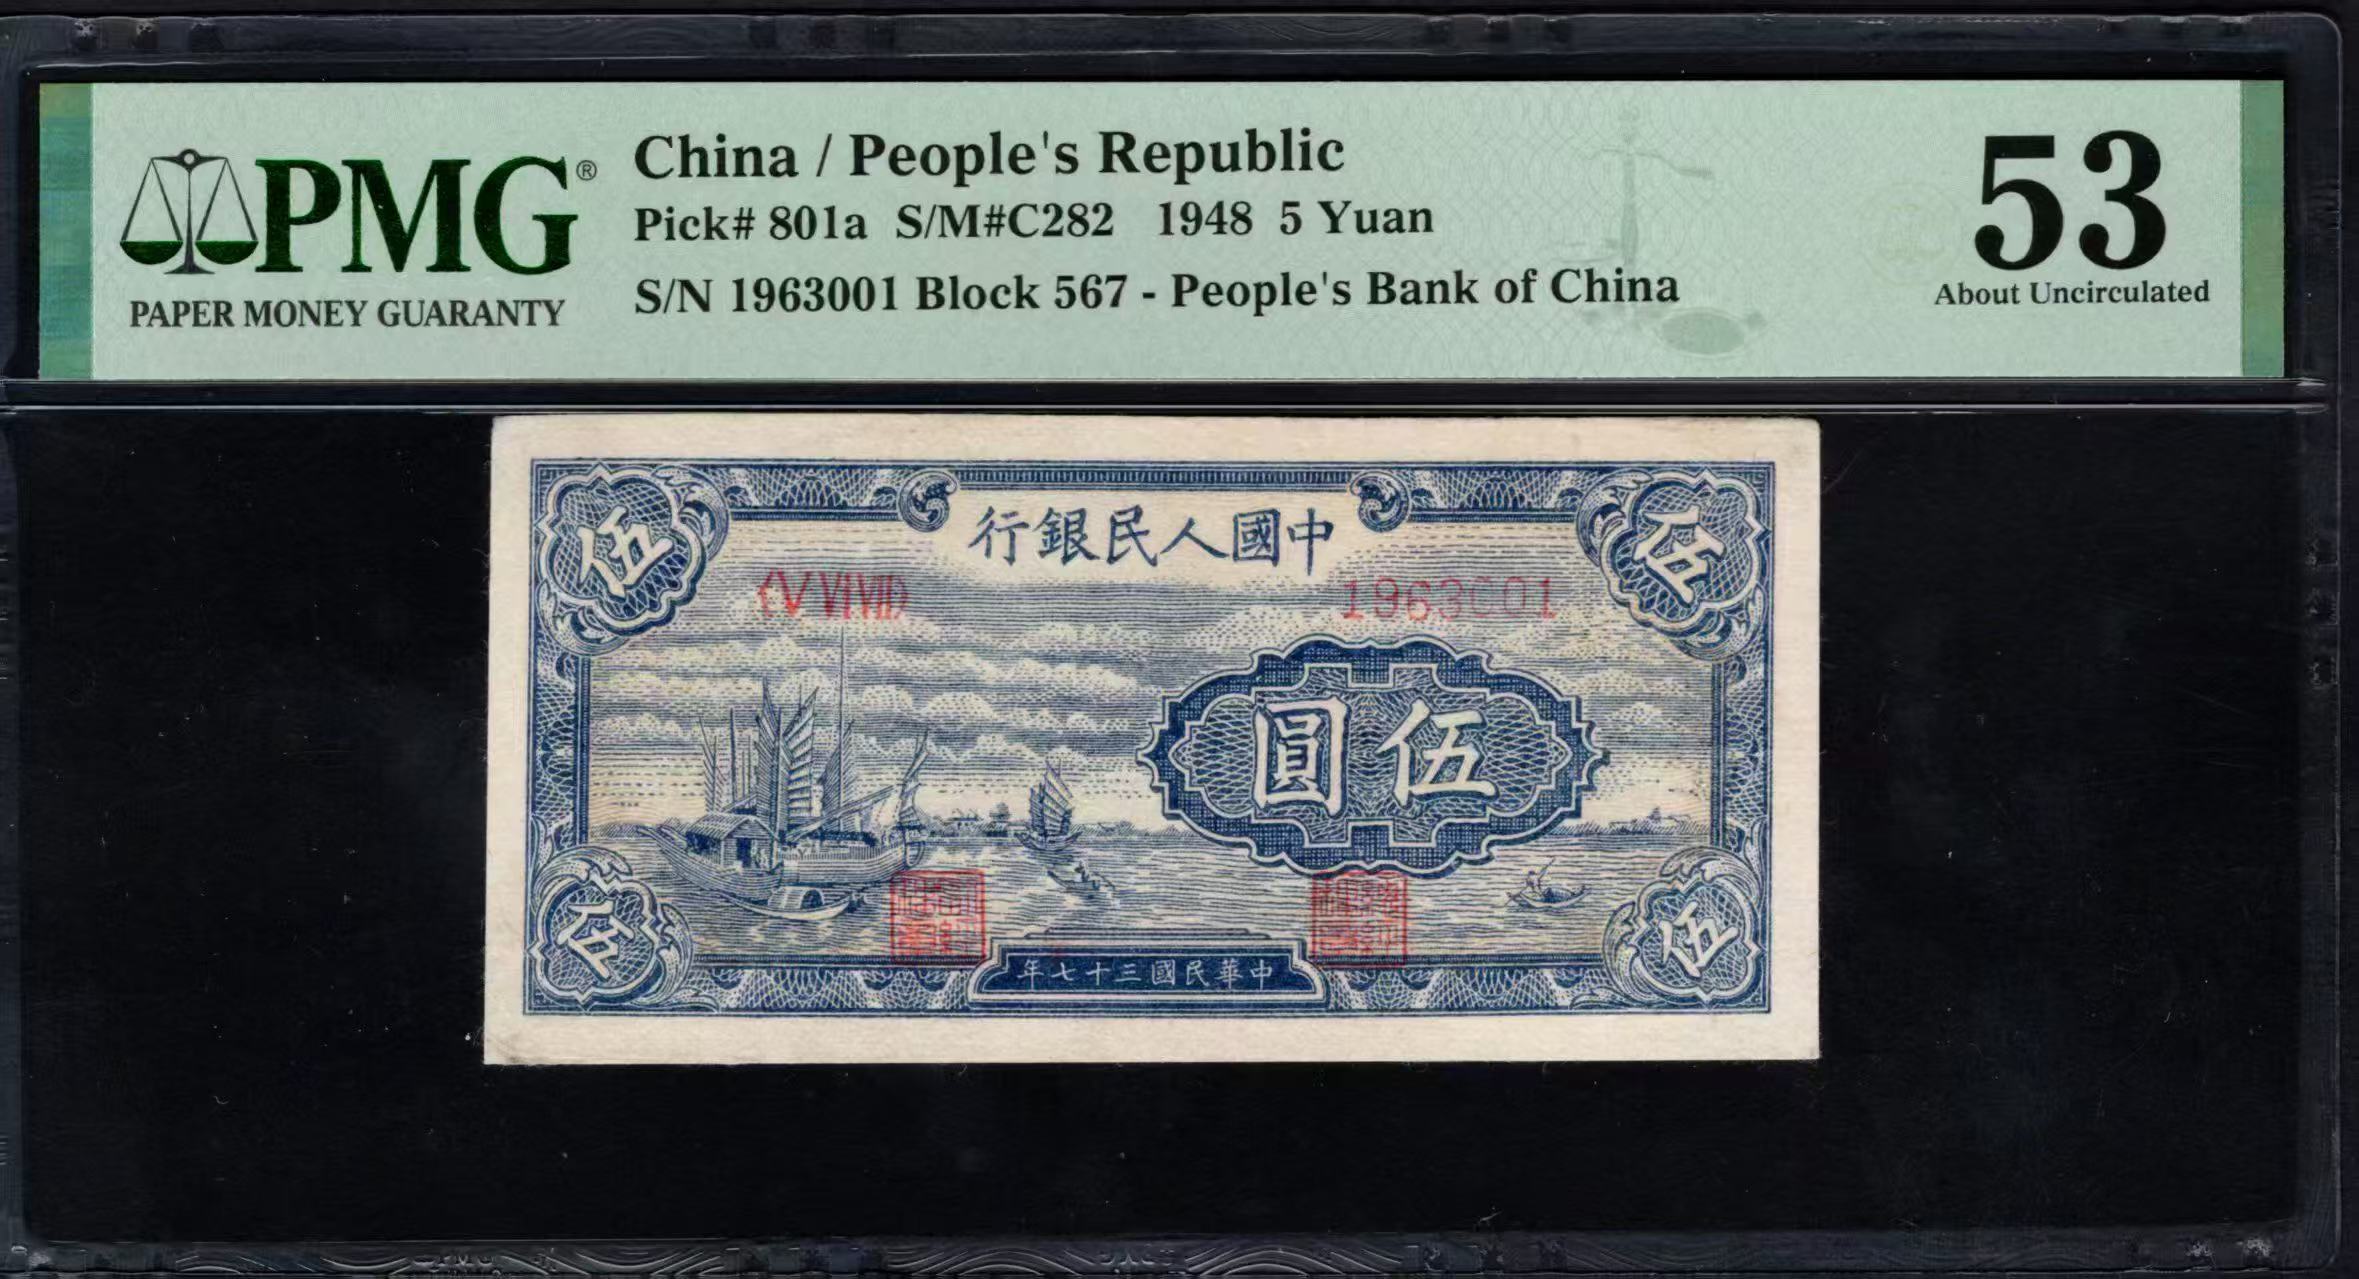 PMG®
PAPER MONEY GUARANTY
China / People's Republic
Pick# 801a S/M#C282 1948 5 Yuan
S/N 1963001 Block 567 - People's Bank of China
53
About Uncirculated
伍
行銀民人國中
伍
1963001
圓伍
伍
年七十三國民華中
伍
PMG